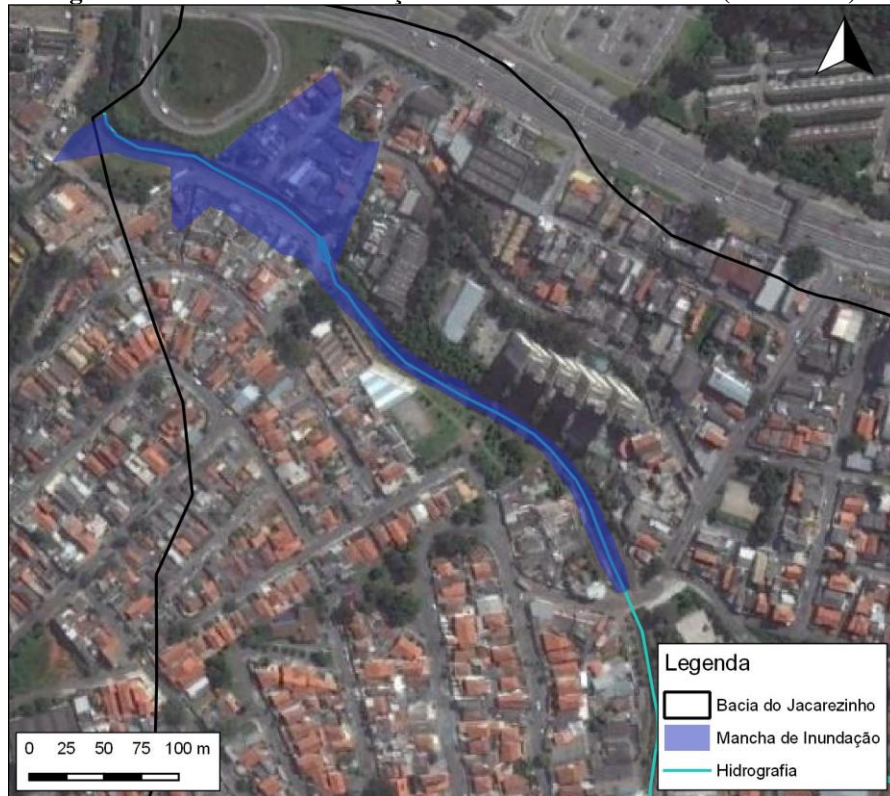 Legenda
Bacia do Jacarezinho
Mancha de Inundação
Hidrografia
0 25 50 75 100 m